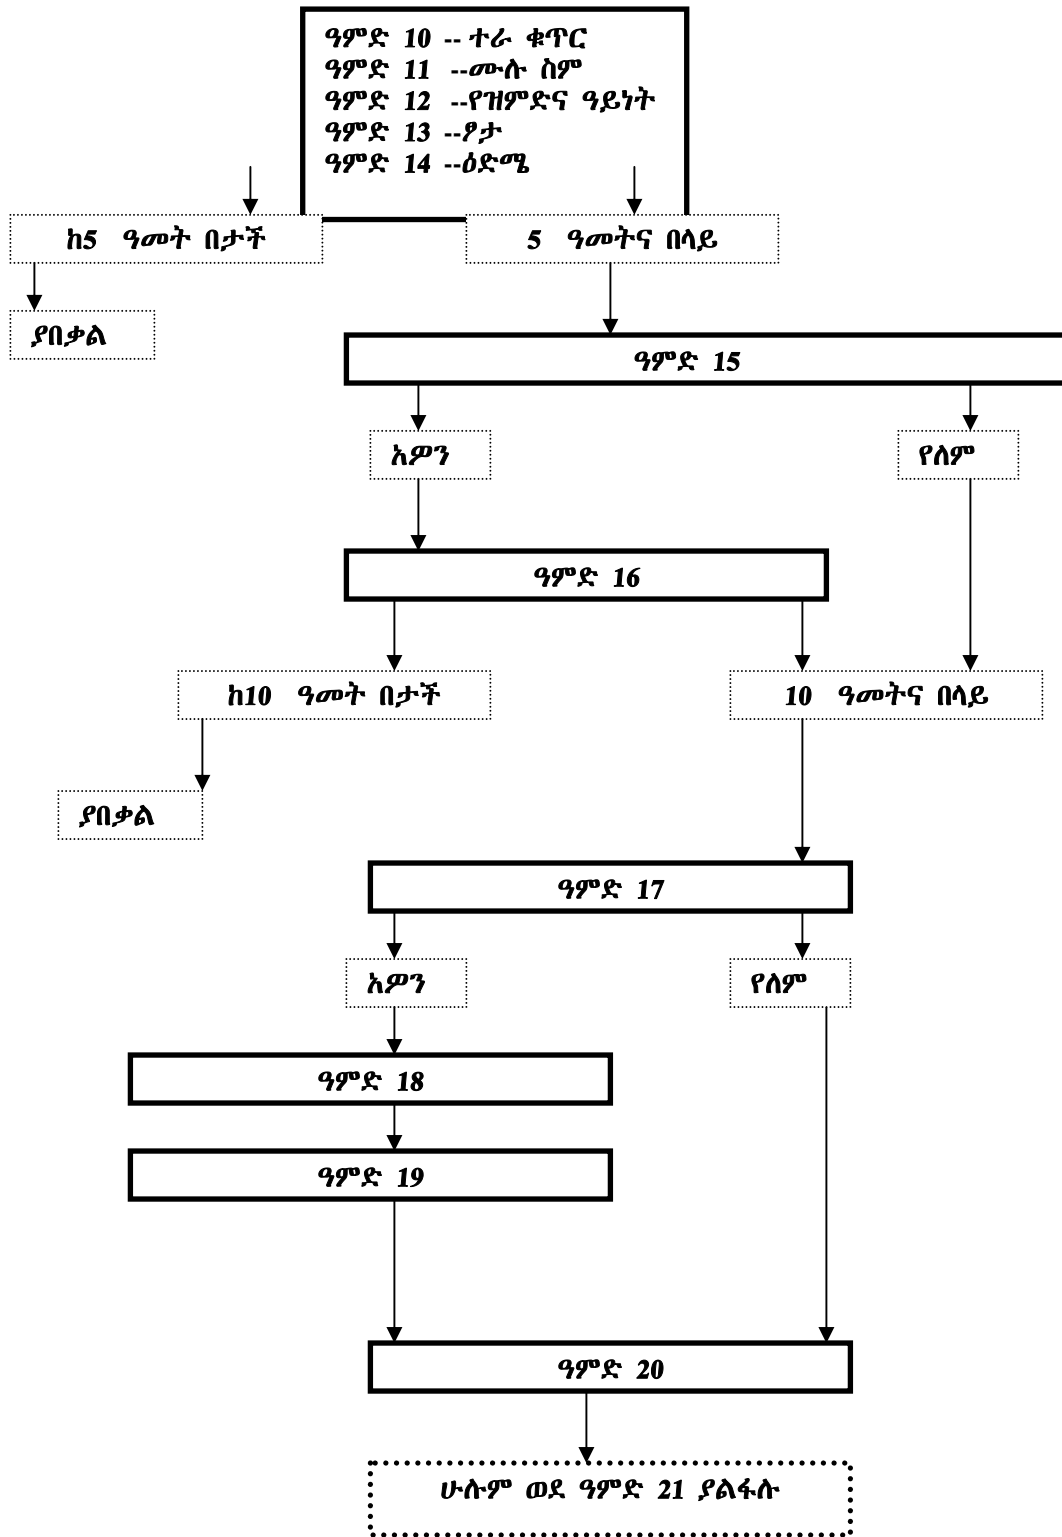 ዓምድ 10 -- ተራ ቁጥር
ዓምድ 11 --ሙሉ ስም
ዓምድ 12 --የዝምድና ዓይነት
ዓምድ 13 --ፆታ
ዓምድ 14 --ዕድሜ
ከ5 ዓመት በታች
5 ዓመትና በላይ
ያበቃል
ዓምድ 15
አዎን
የለም
ዓምድ 16
ከ10 ዓመት በታች
10 ዓመትና በላይ
ያበቃል
ዓምድ 17
አዎን
የለም
ዓምድ 18
ዓምድ 19
ዓምድ 20
ሁሉም ወደ ዓምድ 21 ያልፋሉ